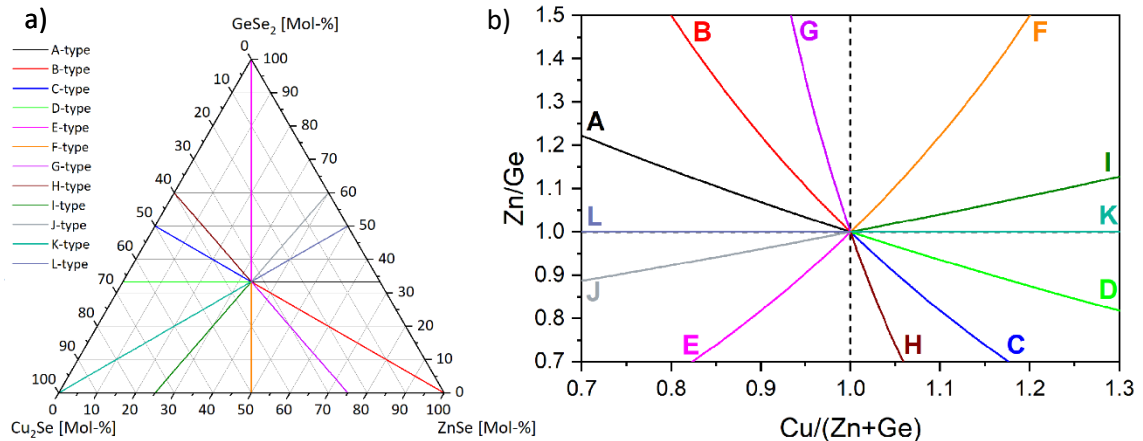 a)
GeSe2 [Mol-%]
A-type
B-type
C-type
D-type
E-type
F-type
G-type
H-type
I-type
J-type
K-type
L-type
0
10
20
30
40
50
60
70
80
90
100
100
90
80
70
60
50
40
30
20
10
0
0 10 20 30 40 50 60 70 80 90 100
Cu2Se [Mol-%]
ZnSe [Mol-%]
b)
Zn/Ge
1.5
1.4
1.3
1.2
1.1
1.0
0.9
0.8
0.7
B G F
A
I
L K
J D
E H C
0.7 0.8 0.9 1.0 1.1 1.2 1.3
Cu/(Zn+Ge)